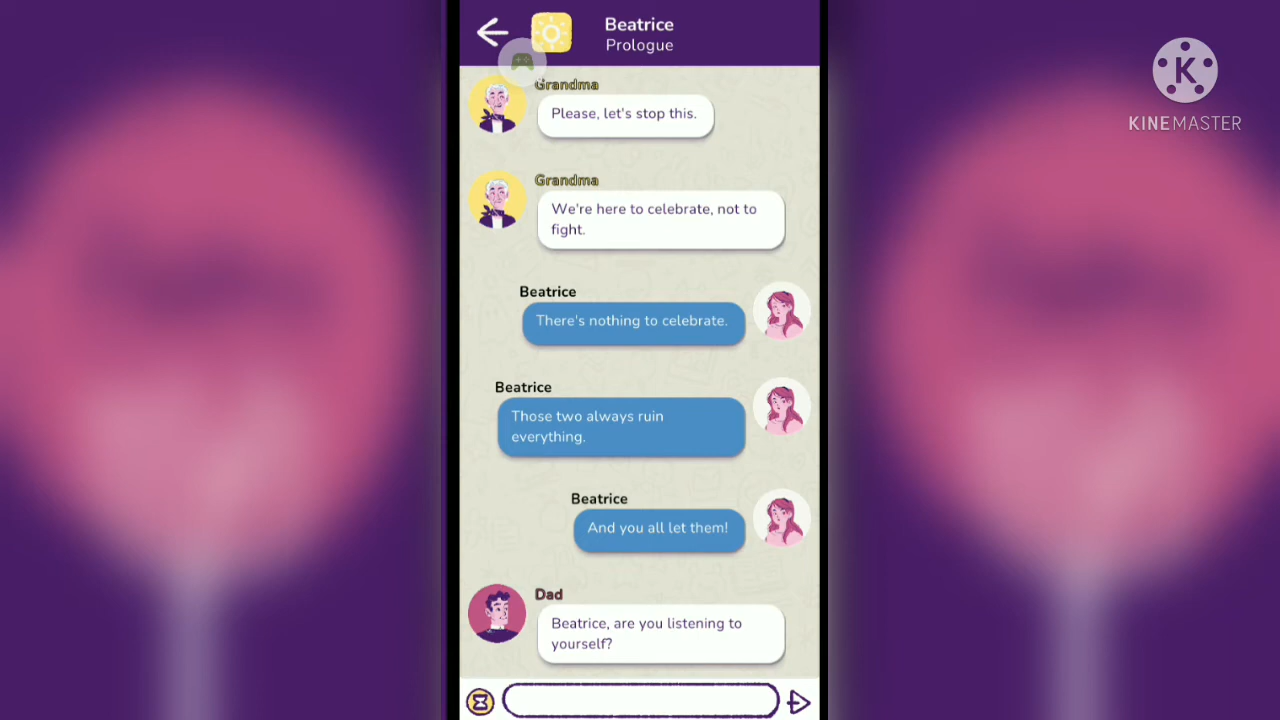 Beatrice
Prologue
K
KINEMASTER
Grandma
Please, let's stop this.
Grandma
We're here to celebrate, not to
fight.
Beatrice
There's nothing to celebrate.
Beatrice
Those two always ruin
everything.
Beatrice
And you all let them!
Dad
Beatrice, are you listening to
yourself?